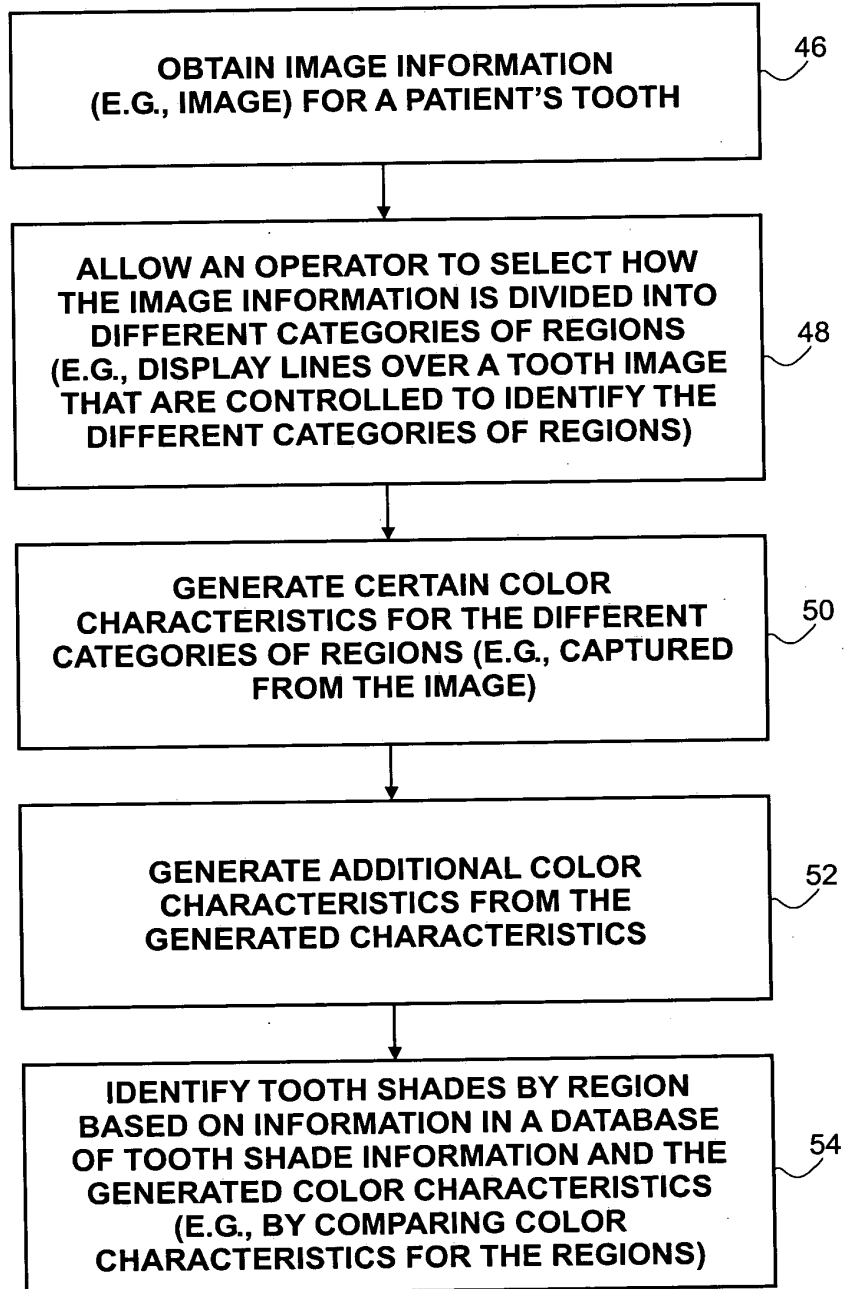 OBTAIN IMAGE INFORMATION
(E.G., IMAGE) FOR A PATIENT'S TOOTH
46
ALLOW AN OPERATOR TO SELECT HOW
THE IMAGE INFORMATION IS DIVIDED INTO
DIFFERENT CATEGORIES OF REGIONS
(E.G., DISPLAY LINES OVER A TOOTH IMAGE
THAT ARE CONTROLLED TO IDENTIFY THE
DIFFERENT CATEGORIES OF REGIONS)
48
GENERATE CERTAIN COLOR
CHARACTERISTICS FOR THE DIFFERENT
CATEGORIES OF REGIONS (E.G., CAPTURED
FROM THE IMAGE)
50
GENERATE ADDITIONAL COLOR
CHARACTERISTICS FROM THE
GENERATED CHARACTERISTICS
52
IDENTIFY TOOTH SHADES BY REGION
BASED ON INFORMATION IN A DATABASE
OF TOOTH SHADE INFORMATION AND THE
GENERATED COLOR CHARACTERISTICS
(E.G., BY COMPARING COLOR
CHARACTERISTICS FOR THE REGIONS)
54